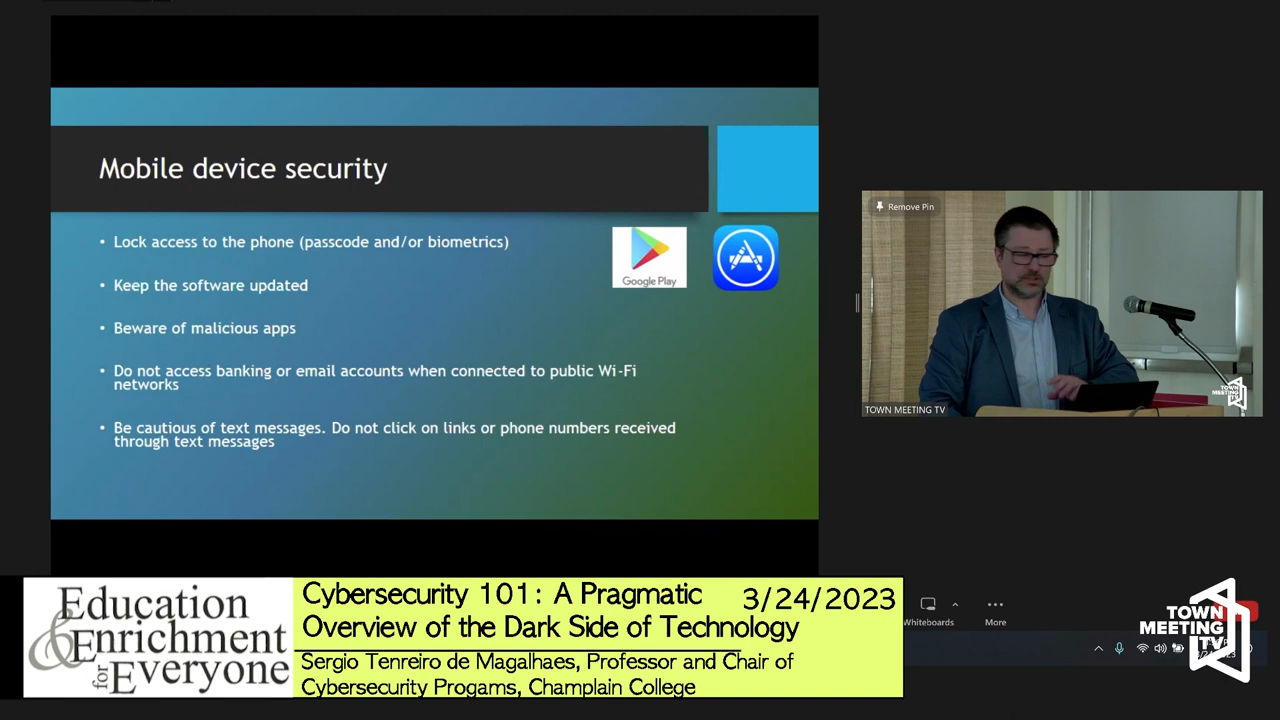 Mobile device security
• Lock access to the phone (passcode and/or biometrics)
• Keep the software updated
• Beware of malicious apps
• Do not access banking or email accounts when connected to public Wi-Fi
networks
• Be cautious of text messages. Do not click on links or phone numbers received
through text messages
Google Play
Remove Pin
TOWN
MEETING
TV
TOWN MEETING TV
Education
& Enrichment
for Everyone
Cybersecurity 101: A Pragmatic
3/24/2023
Overview of the Dark Side of Technology
Sergio Tenreiro de Magalhaes, Professor and Chair of
Cybersecurity Progams, Champlain College
Whiteboards
More
TOWN
MEETING
TV